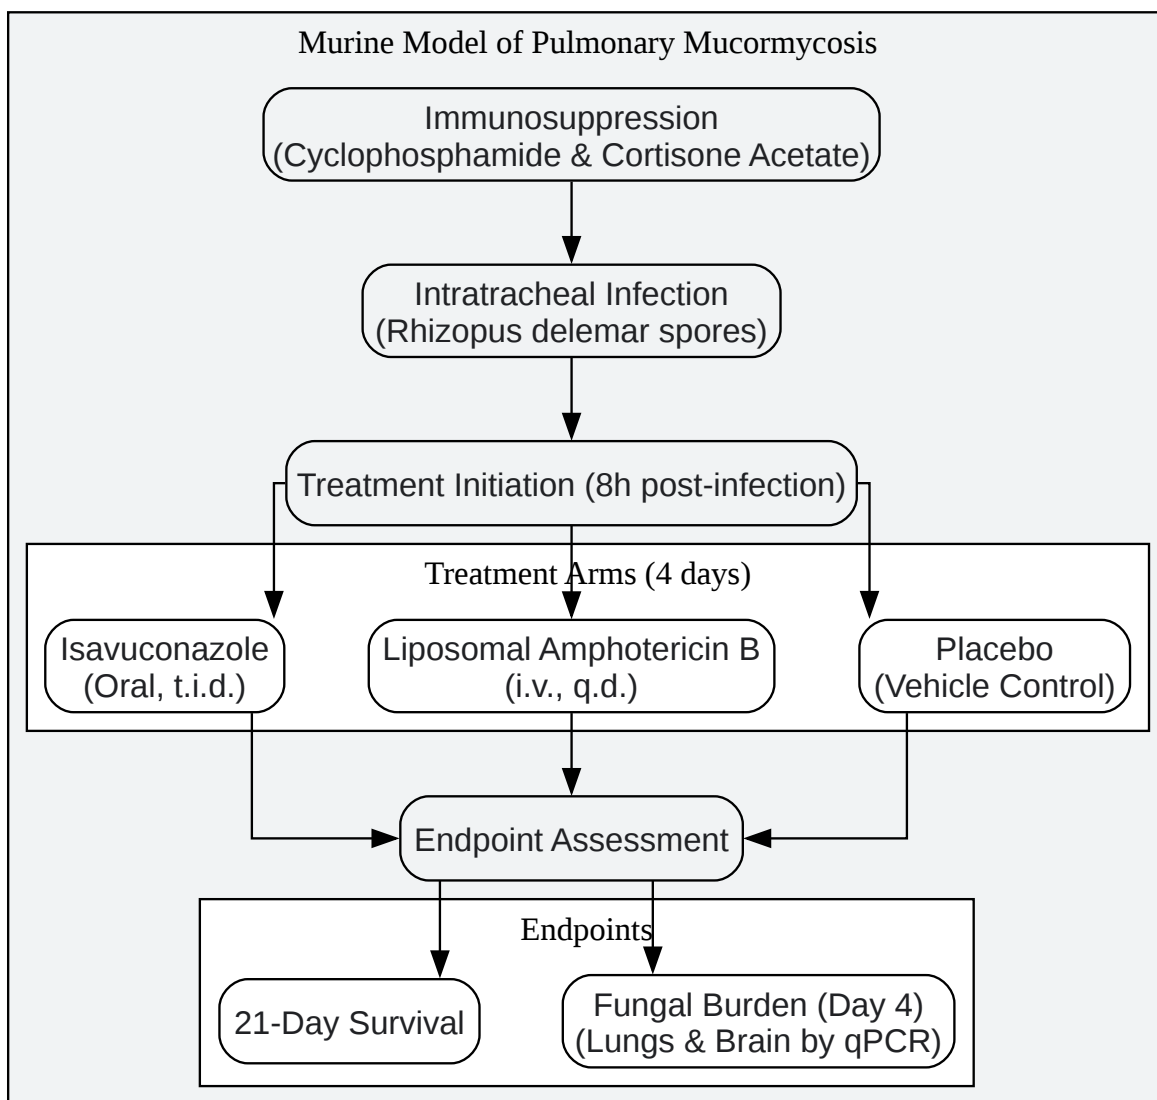 Murine Model of Pulmonary Mucormycosis
Immunosuppression
(Cyclophosphamide & Cortisone Acetate)
Intratracheal Infection
(Rhizopus delemar spores)
Treatment Initiation (8h post-infection)
Treatment Arms (4 days)
Isavuconazole
(Oral, t.i.d.)
Liposomal Amphotericin B
(i.v., q.d.)
Placebo
(Vehicle Control)
Endpoint Assessment
Endpoints
21-Day Survival
Fungal Burden (Day 4)
(Lungs & Brain by qPCR)